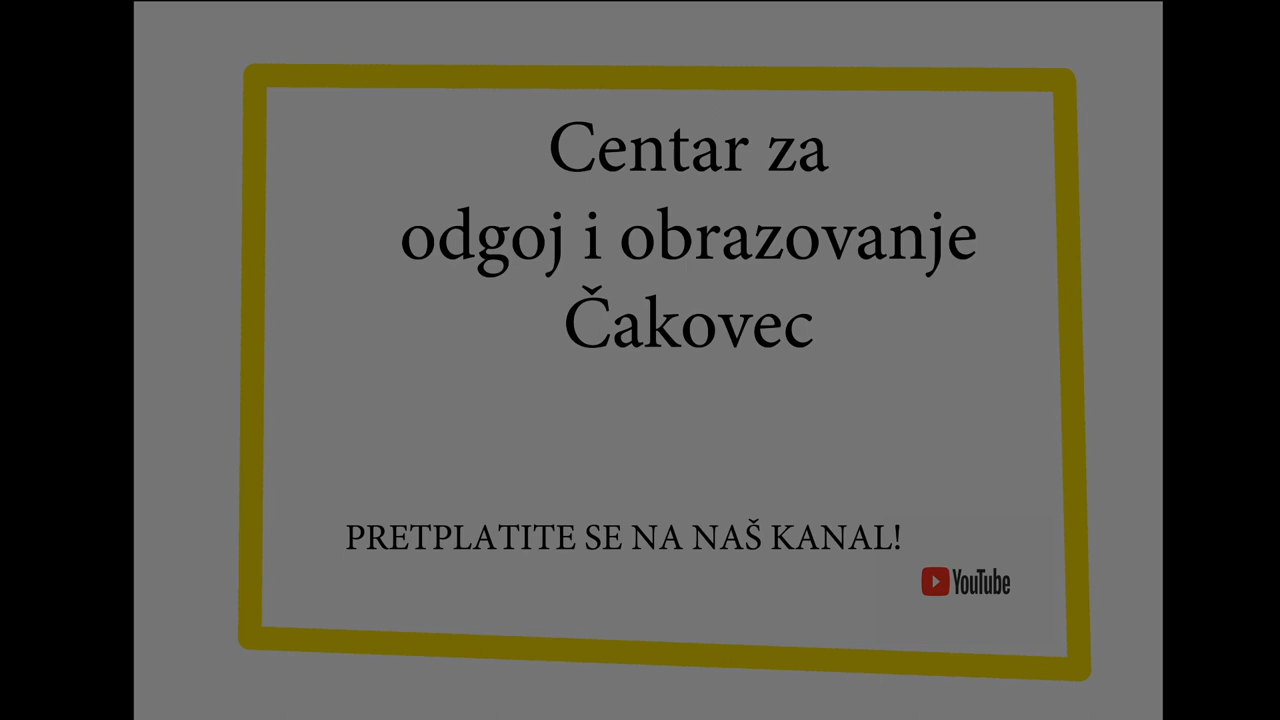 Centar za
odgoj i obrazovanje
Čakovec
PRETPLATITE SE NA NAŠ KANAL!
YouTube